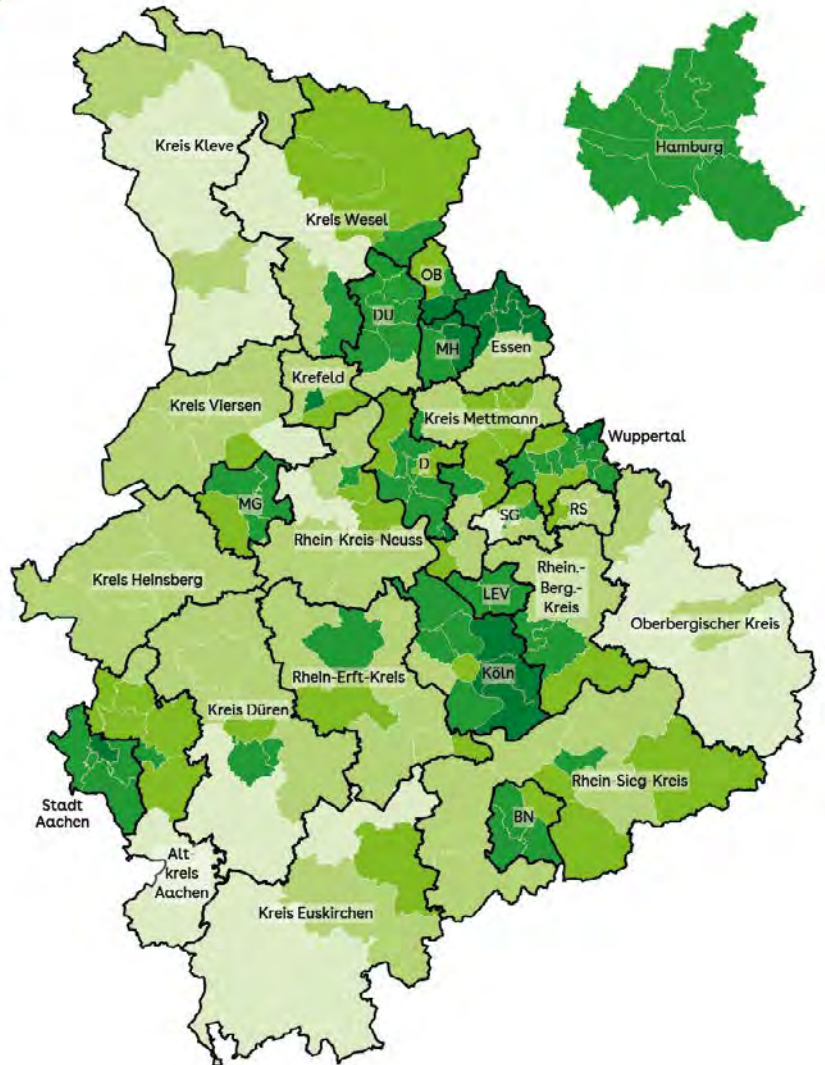 Kreis Kleve
Hamburg
Kreis Wesel
OB
DU
MH
Essen
Krefeld
Kreis Viersen
Kreis Mettmann
Wuppertal
D
MG
SG
RS
Rhein-Kreis-Neuss
Kreis Heinsberg
LEV
Rhein.-
Berg.-
Kreis
Oberbergischer Kreis
Köln
Rhein-Erft-Kreis
Kreis Düren
Rhein-Sieg-Kreis
Stadt
Aachen
BN
Alt-
kreis
Aachen
Kreis Euskirchen